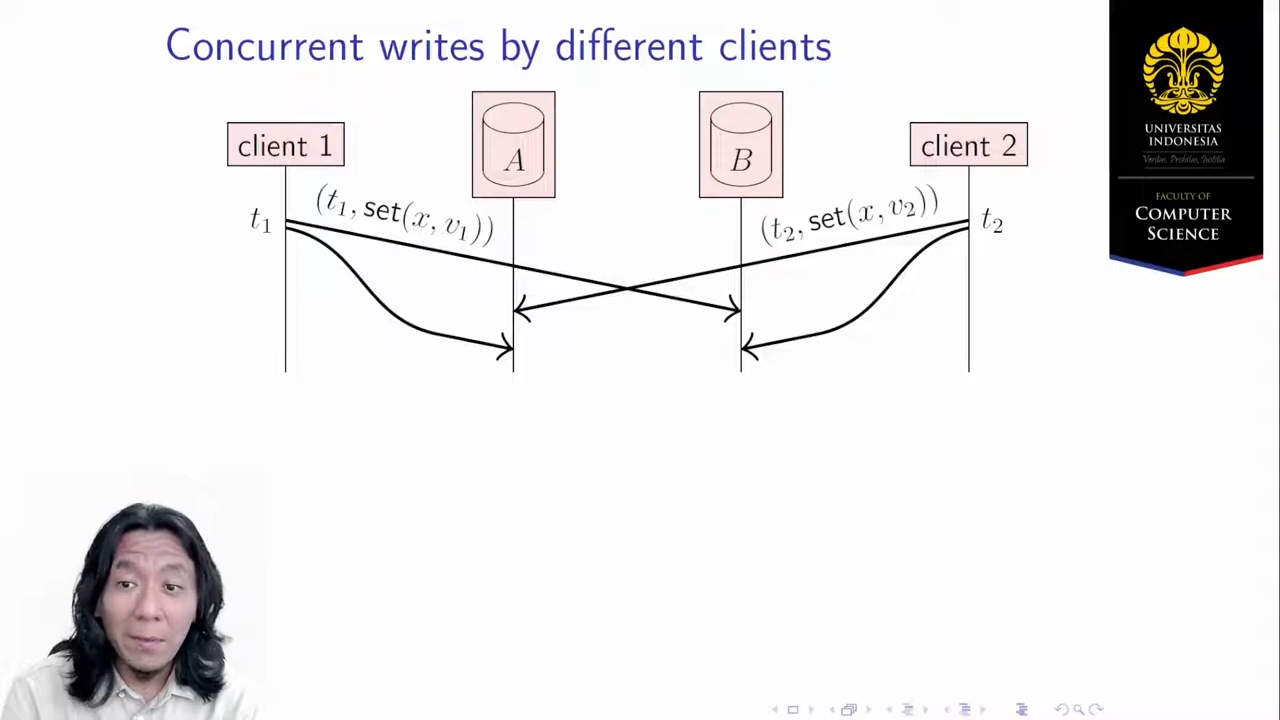 Concurrent writes by different clients
client 1
A
B
client 2
t₁
(t₁, set(x, v₁))
(t₂, set(x, v₂))
t₂
UNIVERSITAS
INDONESIA
Veritas, Probitas, Iustitia
FACULTY OF
COMPUTER
SCIENCE